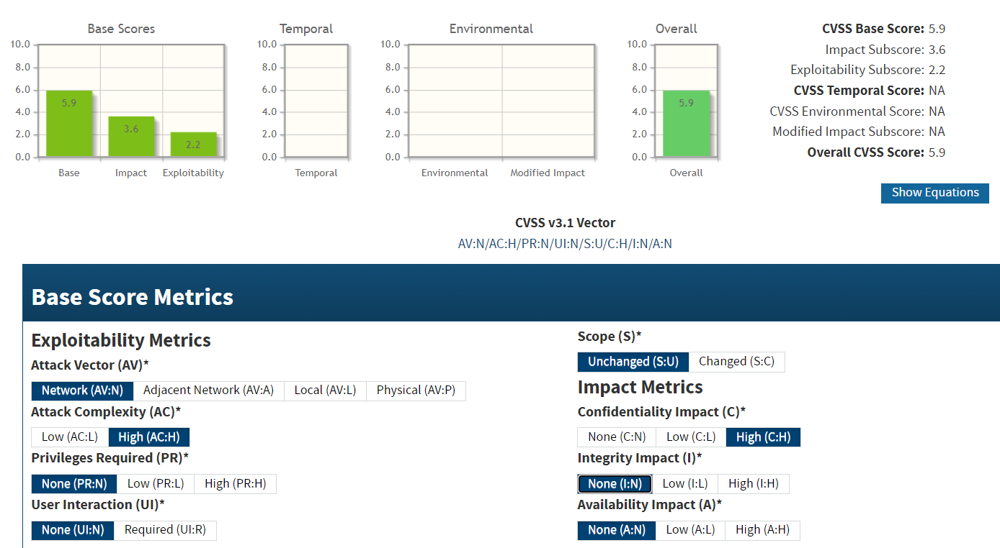 Base Scores
10.0
8.0
6.0
4.0
2.0
0.0
5.9
3.6
2.2
Base Impact Exploitability
Temporal
10.0
8.0
6.0
4.0
2.0
0.0
Temporal
Environmental
10.0
8.0
6.0
4.0
2.0
0.0
Environmental Modified Impact
Overall
10.0
8.0
6.0
4.0
2.0
0.0
5.9
Overall
CVSS Base Score: 5.9
Impact Subscore: 3.6
Exploitability Subscore: 2.2
CVSS Temporal Score: NA
CVSS Environmental Score: NA
Modified Impact Subscore: NA
Overall CVSS Score: 5.9
Show Equations
CVSS v3.1 Vector
AV:N/AC:H/PR:N/UI:N/S:U/C:H/I:N/A:N
Base Score Metrics
Exploitability Metrics
Attack Vector (AV)*
Network (AV:N) Adjacent Network (AV:A) Local (AV:L) Physical (AV:P)
Attack Complexity (AC)*
Low (AC:L) High (AC:H)
Privileges Required (PR)*
None (PR:N) Low (PR:L) High (PR:H)
User Interaction (UI)*
None (UI:N) Required (UI:R)
Scope (S)*
Unchanged (S:U) Changed (S:C)
Impact Metrics
Confidentiality Impact (C)*
None (C:N) Low (C:L) High (C:H)
Integrity Impact (I)*
None (I:N) Low (I:L) High (I:H)
Availability Impact (A)*
None (A:N) Low (A:L) High (A:H)